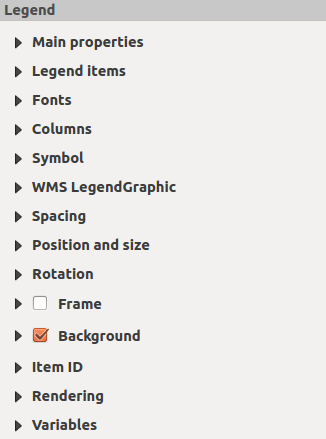 Legend
Main properties
Legend items
Fonts
Columns
Symbol
WMS LegendGraphic
Spacing
Position and size
Rotation
Frame
Background
Item ID
Rendering
Variables